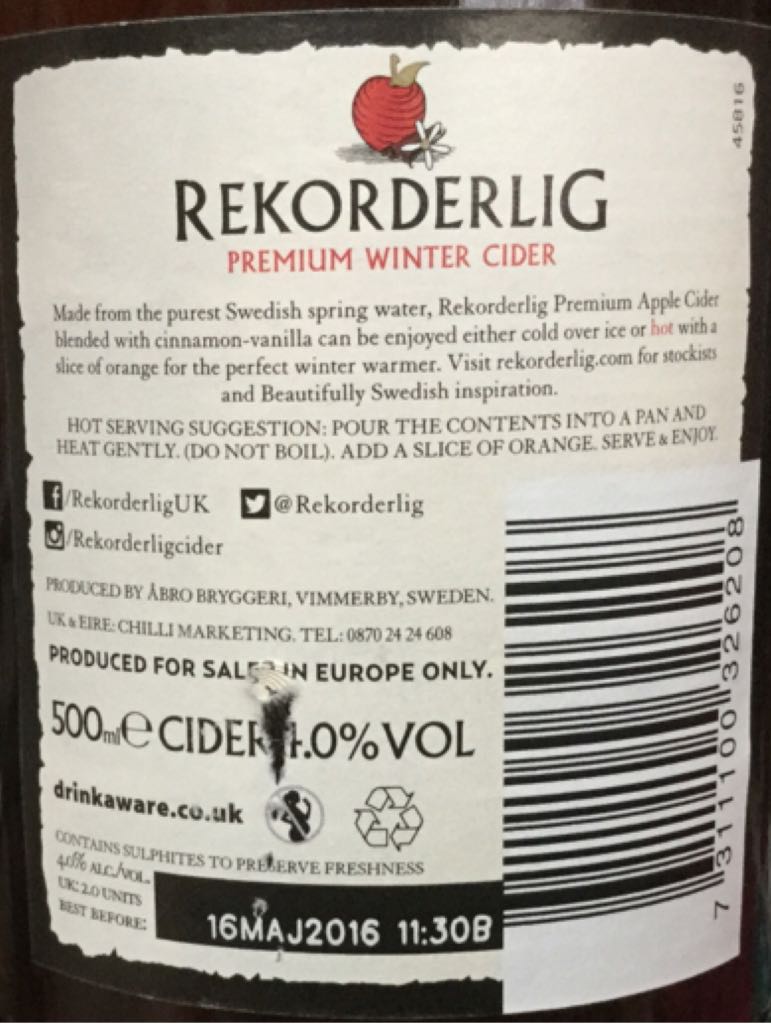 45016
REKORDERLIG
PREMIUM WINTER CIDER
Made from the purest Swedish spring water, Rekorderlig Premium Apple Cider
blended with cinnamon-vanilla can be enjoyed either cold over ice or hot with a
slice of orange for the perfect winter warmer. Visit rekorderlig.com for stockists
and Beautifully Swedish inspiration.
HOT SERVING SUGGESTION: POUR THE CONTENTS INTO A PAN AND
HEAT GENTLY. (DO NOT BOIL). ADD A SLICE OF ORANGE. SERVE & ENJOY.
/RekorderligUK @Rekorderlig
/Rekorderligcider
PRODUCED BY ÅBRO BRYGGERI, VIMMERBY, SWEDEN.
UK & EIRE: CHILLI MARKETING. TEL: 0870 24 24 608
PRODUCED FOR SALES IN EUROPE ONLY.
500ml e CIDER 4.0% VOL
drinkaware.co.uk
CONTAINS SULPHITES TO PRESERVE FRESHNESS
4.0% ALC./VOL.
UK: 2.0 UNITS
BEST BEFORE:
16MAJ2016 11:30B
7 311100 326208